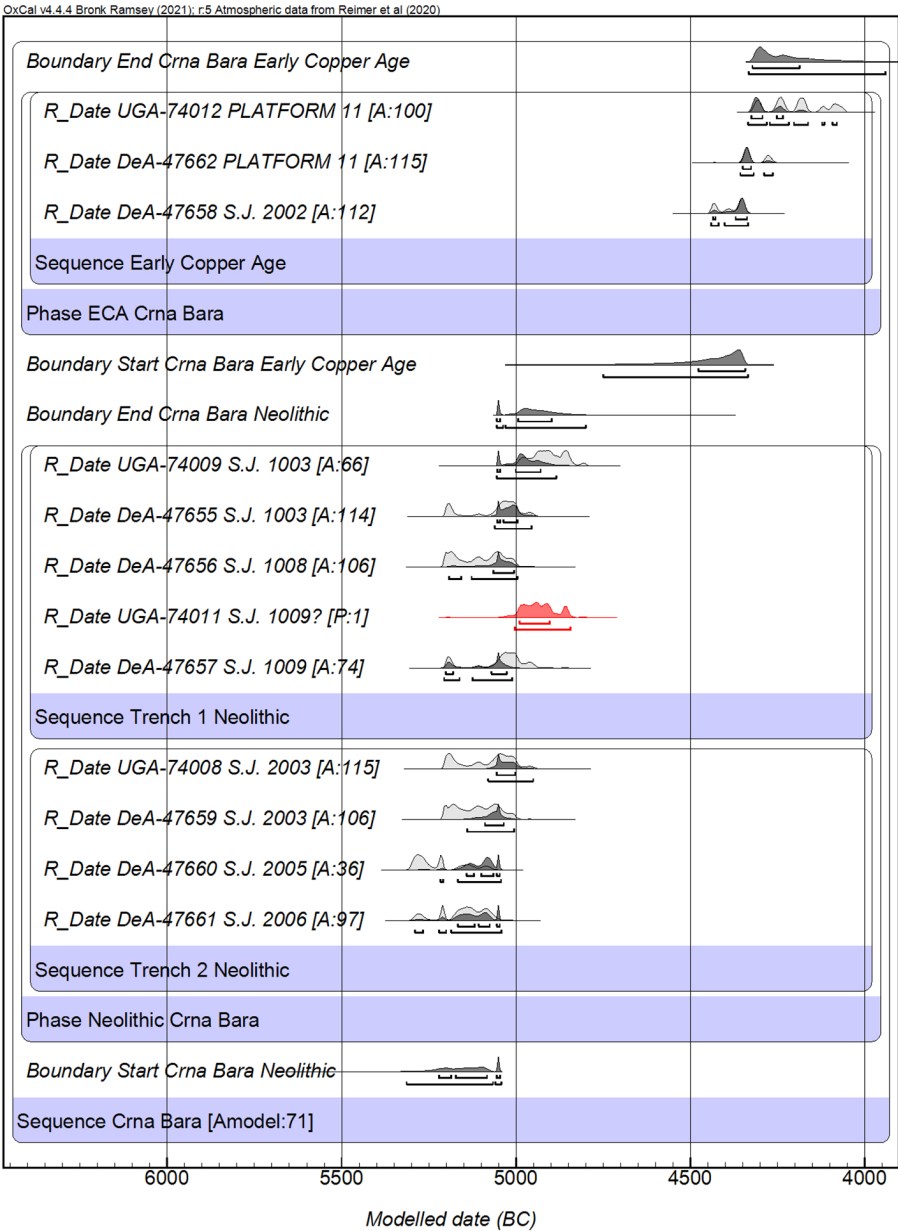 OxCal v4.4.4 Bronk Ramsey (2021); r:5 Atmospheric data from Reimer et al (2020)
Boundary End Crna Bara Early Copper Age
R_Date UGA-74012 PLATFORM 11 [A:100]
R_Date DeA-47662 PLATFORM 11 [A:115]
R_Date DeA-47658 S.J. 2002 [A:112]
Sequence Early Copper Age
Phase ECA Crna Bara
Boundary Start Crna Bara Early Copper Age
Boundary End Crna Bara Neolithic
R_Date UGA-74009 S.J. 1003 [A:66]
R_Date DeA-47655 S.J. 1003 [A:114]
R_Date DeA-47656 S.J. 1008 [A:106]
R_Date UGA-74011 S.J. 1009? [P:1]
R_Date DeA-47657 S.J. 1009 [A:74]
Sequence Trench 1 Neolithic
R_Date UGA-74008 S.J. 2003 [A:115]
R_Date DeA-47659 S.J. 2003 [A:106]
R_Date DeA-47660 S.J. 2005 [A:36]
R_Date DeA-47661 S.J. 2006 [A:97]
Sequence Trench 2 Neolithic
Phase Neolithic Crna Bara
Boundary Start Crna Bara Neolithic
Sequence Crna Bara [Amodel:71]
6000 5500 5000 4500 4000
Modelled date (BC)